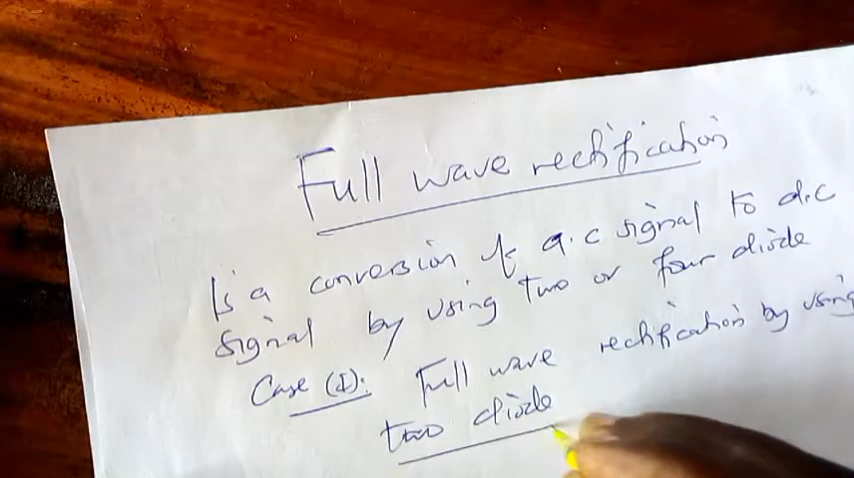 Full wave rectification
Is a conversion of a.c signal to d.c
signal by using two or four diode
Case (I): Full wave rectification by using
two diode